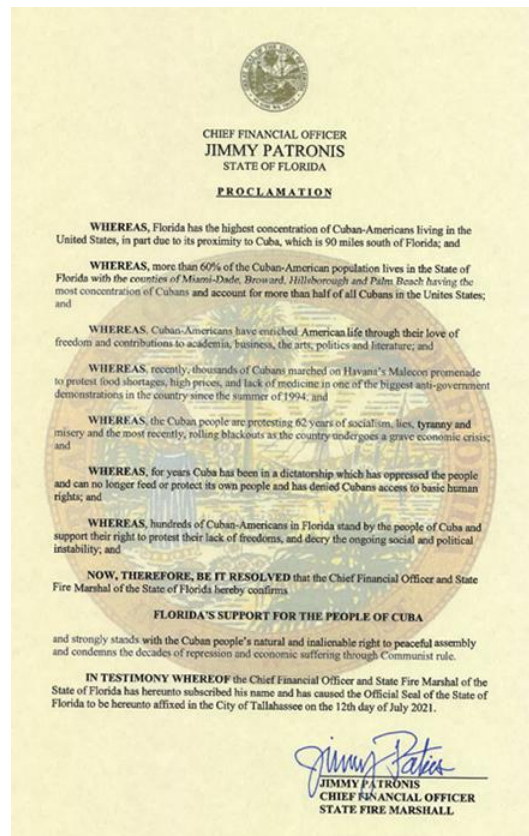 CHIEF FINANCIAL OFFICER
JIMMY PATRONIS
STATE OF FLORIDA
PROCLAMATION
WHEREAS, Florida has the highest concentration of Cuban-Americans living in the
United States, in part due to its proximity to Cuba, which is 90 miles south of Florida; and
WHEREAS, more than 60% of the Cuban-American population lives in the State of
Florida with the counties of Miami-Dade, Broward, Hillsborough and Palm Beach having the
most concentration of Cubans and account for more than half of all Cubans in the Unites States;
and
WHEREAS, Cuban-Americans have enriched American life through their love of
freedom and contributions to academia, business, the arts, politics and literature; and
WHEREAS, recently, thousands of Cubans marched on Havana's Malecon promenade
to protest food shortages, high prices, and lack of medicine in one of the biggest anti-government
demonstrations in the country since the summer of 1994; and
WHEREAS, the Cuban people are protesting 62 years of socialism, lies, tyranny and
misery and the most recently, rolling blackouts as the country undergoes a grave economic crisis;
and
WHEREAS, for years Cuba has been in a dictatorship which has oppressed the people
and can no longer feed or protect its own people and has denied Cubans access to basic human
rights; and
WHEREAS, hundreds of Cuban-Americans in Florida stand by the people of Cuba and
support their right to protest their lack of freedoms, and decry the ongoing social and political
instability; and
NOW, THEREFORE, BE IT RESOLVED that the Chief Financial Officer and State
Fire Marshal of the State of Florida hereby confirms
FLORIDA'S SUPPORT FOR THE PEOPLE OF CUBA
and strongly stands with the Cuban people's natural and inalienable right to peaceful assembly
and condemns the decades of repression and economic suffering through Communist rule.
IN TESTIMONY WHEREOF the Chief Financial Officer and State Fire Marshal of the
State of Florida has hereunto subscribed his name and has caused the Official Seal of the State of
Florida to be hereunto affixed in the City of Tallahassee on the 12th day of July 2021.
JIMMY PATRONIS
CHIEF FINANCIAL OFFICER
STATE FIRE MARSHALL